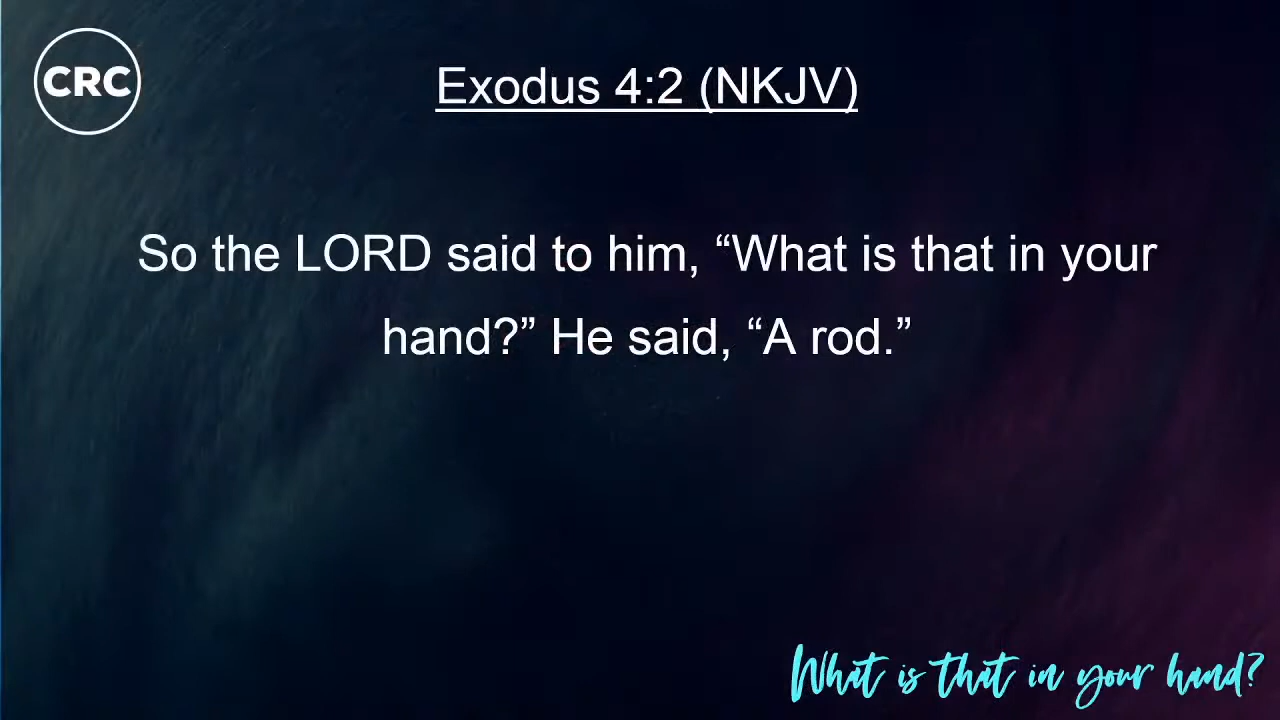 CRC
Exodus 4:2 (NKJV)
So the LORD said to him, “What is that in your
hand?” He said, “A rod.”
What is that in your hand?